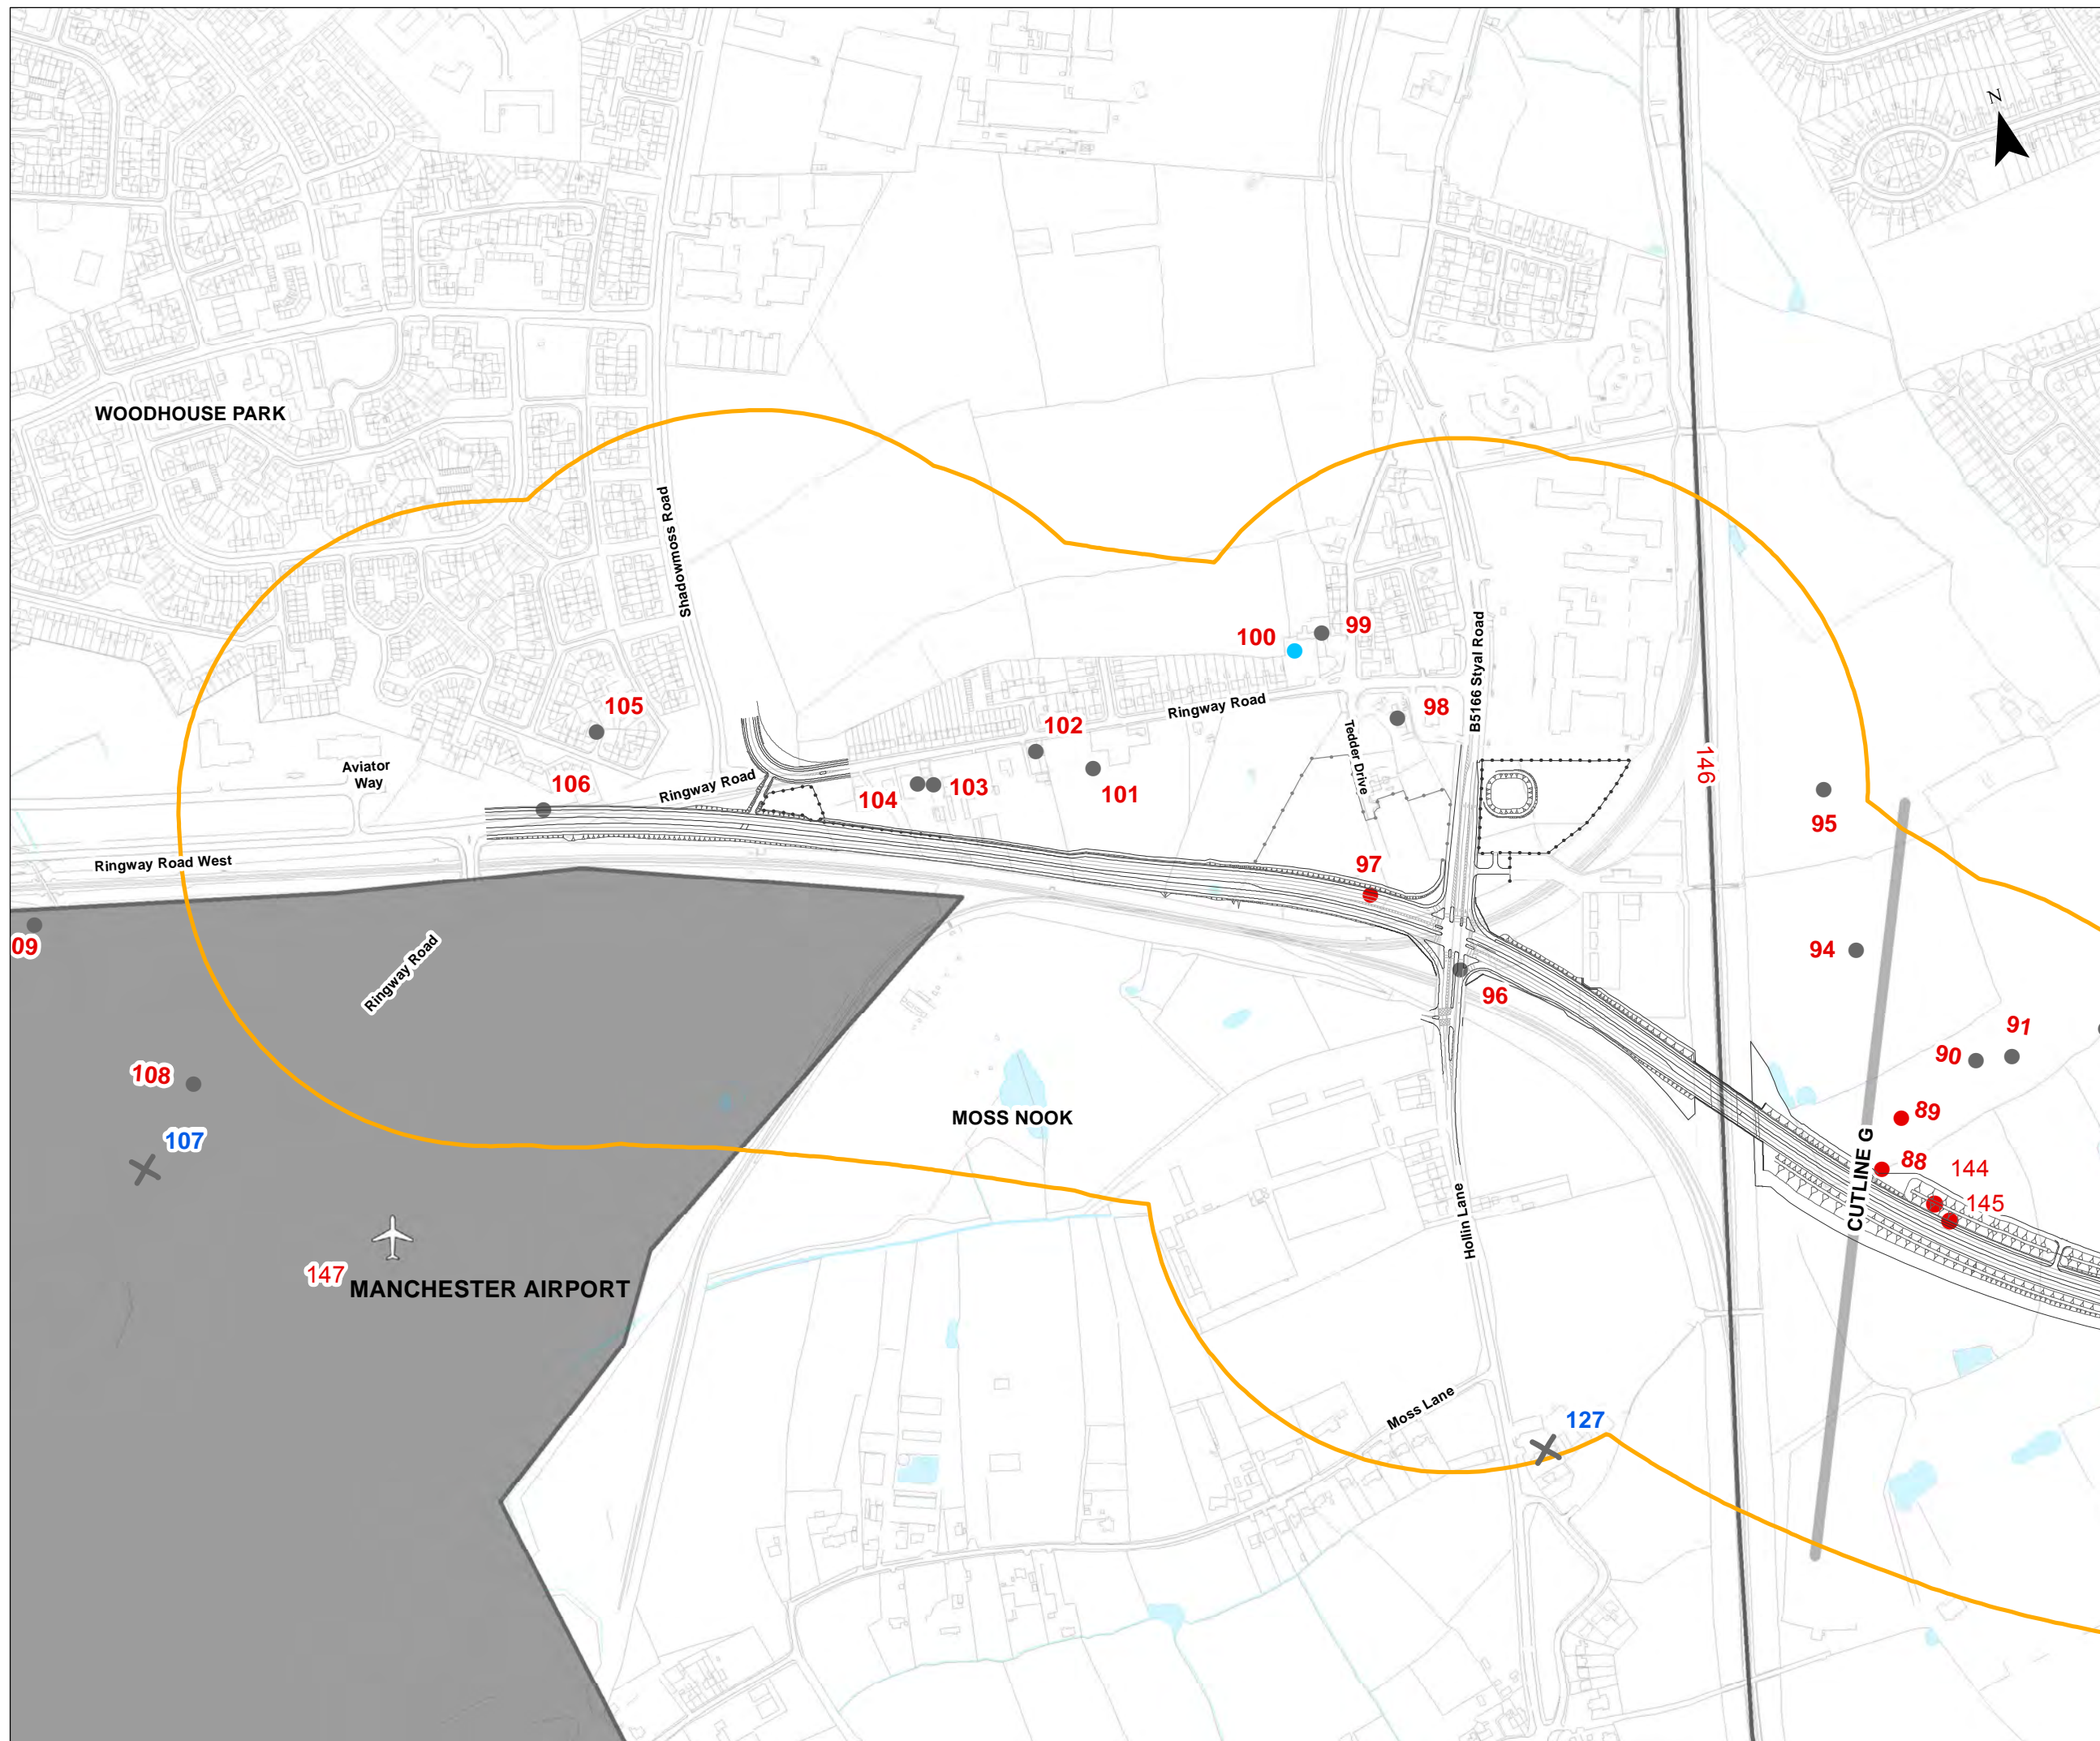 N
WOODHOUSE PARK
Shadowmoss Road
100
99
B5166 Styal Road
105
102
Ringway Road
98
Tedder Drive
146
Aviator
Way
106
Ringway Road
104
103
101
95
Ringway Road West
97
09
94
Ringway Road
96
91
90
108
MOSS NOOK
89
107
CUTLINE G
88
144
145
Hollin Lane
147
MANCHESTER AIRPORT
Moss Lane
127